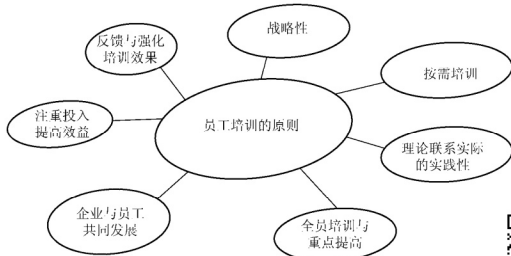 战略性
反馈与强化
培训效果
按需培训
注重投入
提高效益
员工培训的原则
理论联系实际
的实践性
企业与员工
共同发展
全员培训与
重点提高